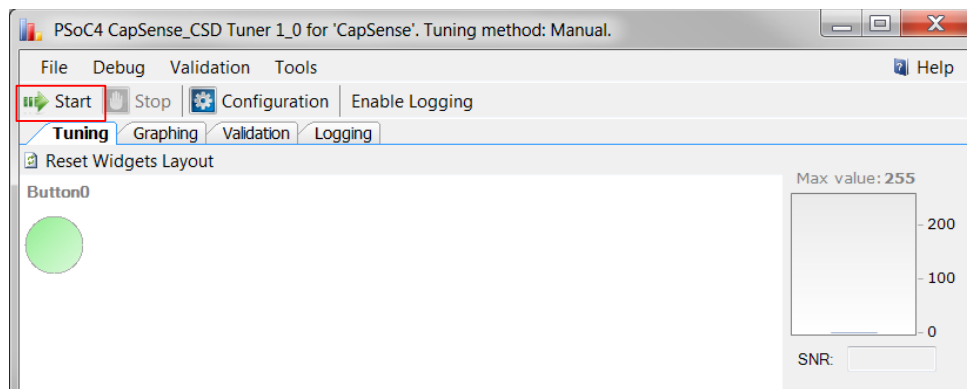 PSoC4 CapSense_CSD Tuner 1_0 for 'CapSense'. Tuning method: Manual.
File Debug Validation Tools Help
Start Stop Configuration Enable Logging
Tuning Graphing Validation Logging
Reset Widgets Layout
Max value: 255
Button0
200
100
0
SNR: